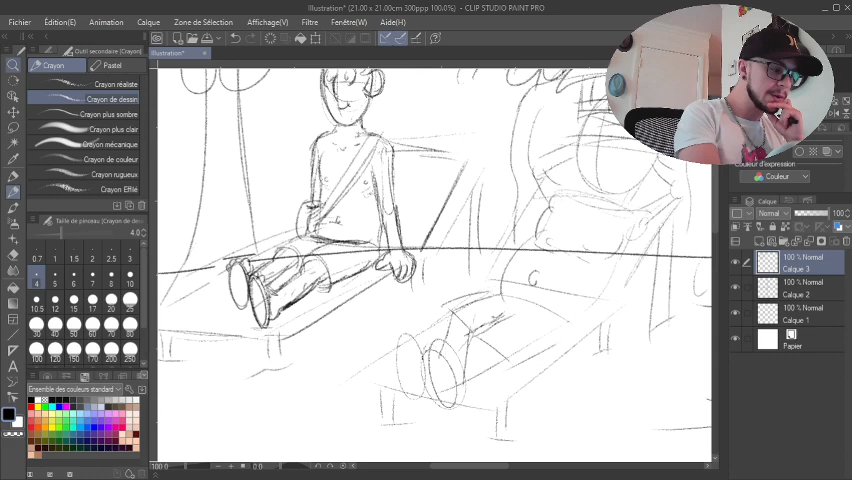 Illustration* (21.00 x 21.00cm 300ppp 100.0%) - CLIP STUDIO PAINT PRO
Fichier Édition(E) Animation Calque Zone de Sélection Affichage(V) Filtre Fenêtre(W) Aide(H)
Outil secondaire (Crayon)
Illustration*
Crayon Pastel
Crayon réaliste
Crayon de dessin
Crayon plus sombre
Crayon plus clair
Crayon mécanique
Crayon de couleur
Crayon rugueux
Crayon Effilé
Taille de pinceau (Crayon de des
4.0
0.7 1 1.5 2 2.5 3
4 5 6 7 8 10
10.5 12 15 17 20 25
30 40 50 60 70 80
100 120 150 170 200 250
Ensemble des couleurs standard
Couleur d'expression
Couleur
Calque
Normal 100
100 % Normal
Calque 3
100 % Normal
Calque 2
100 % Normal
Calque 1
Papier
100.0 0.0